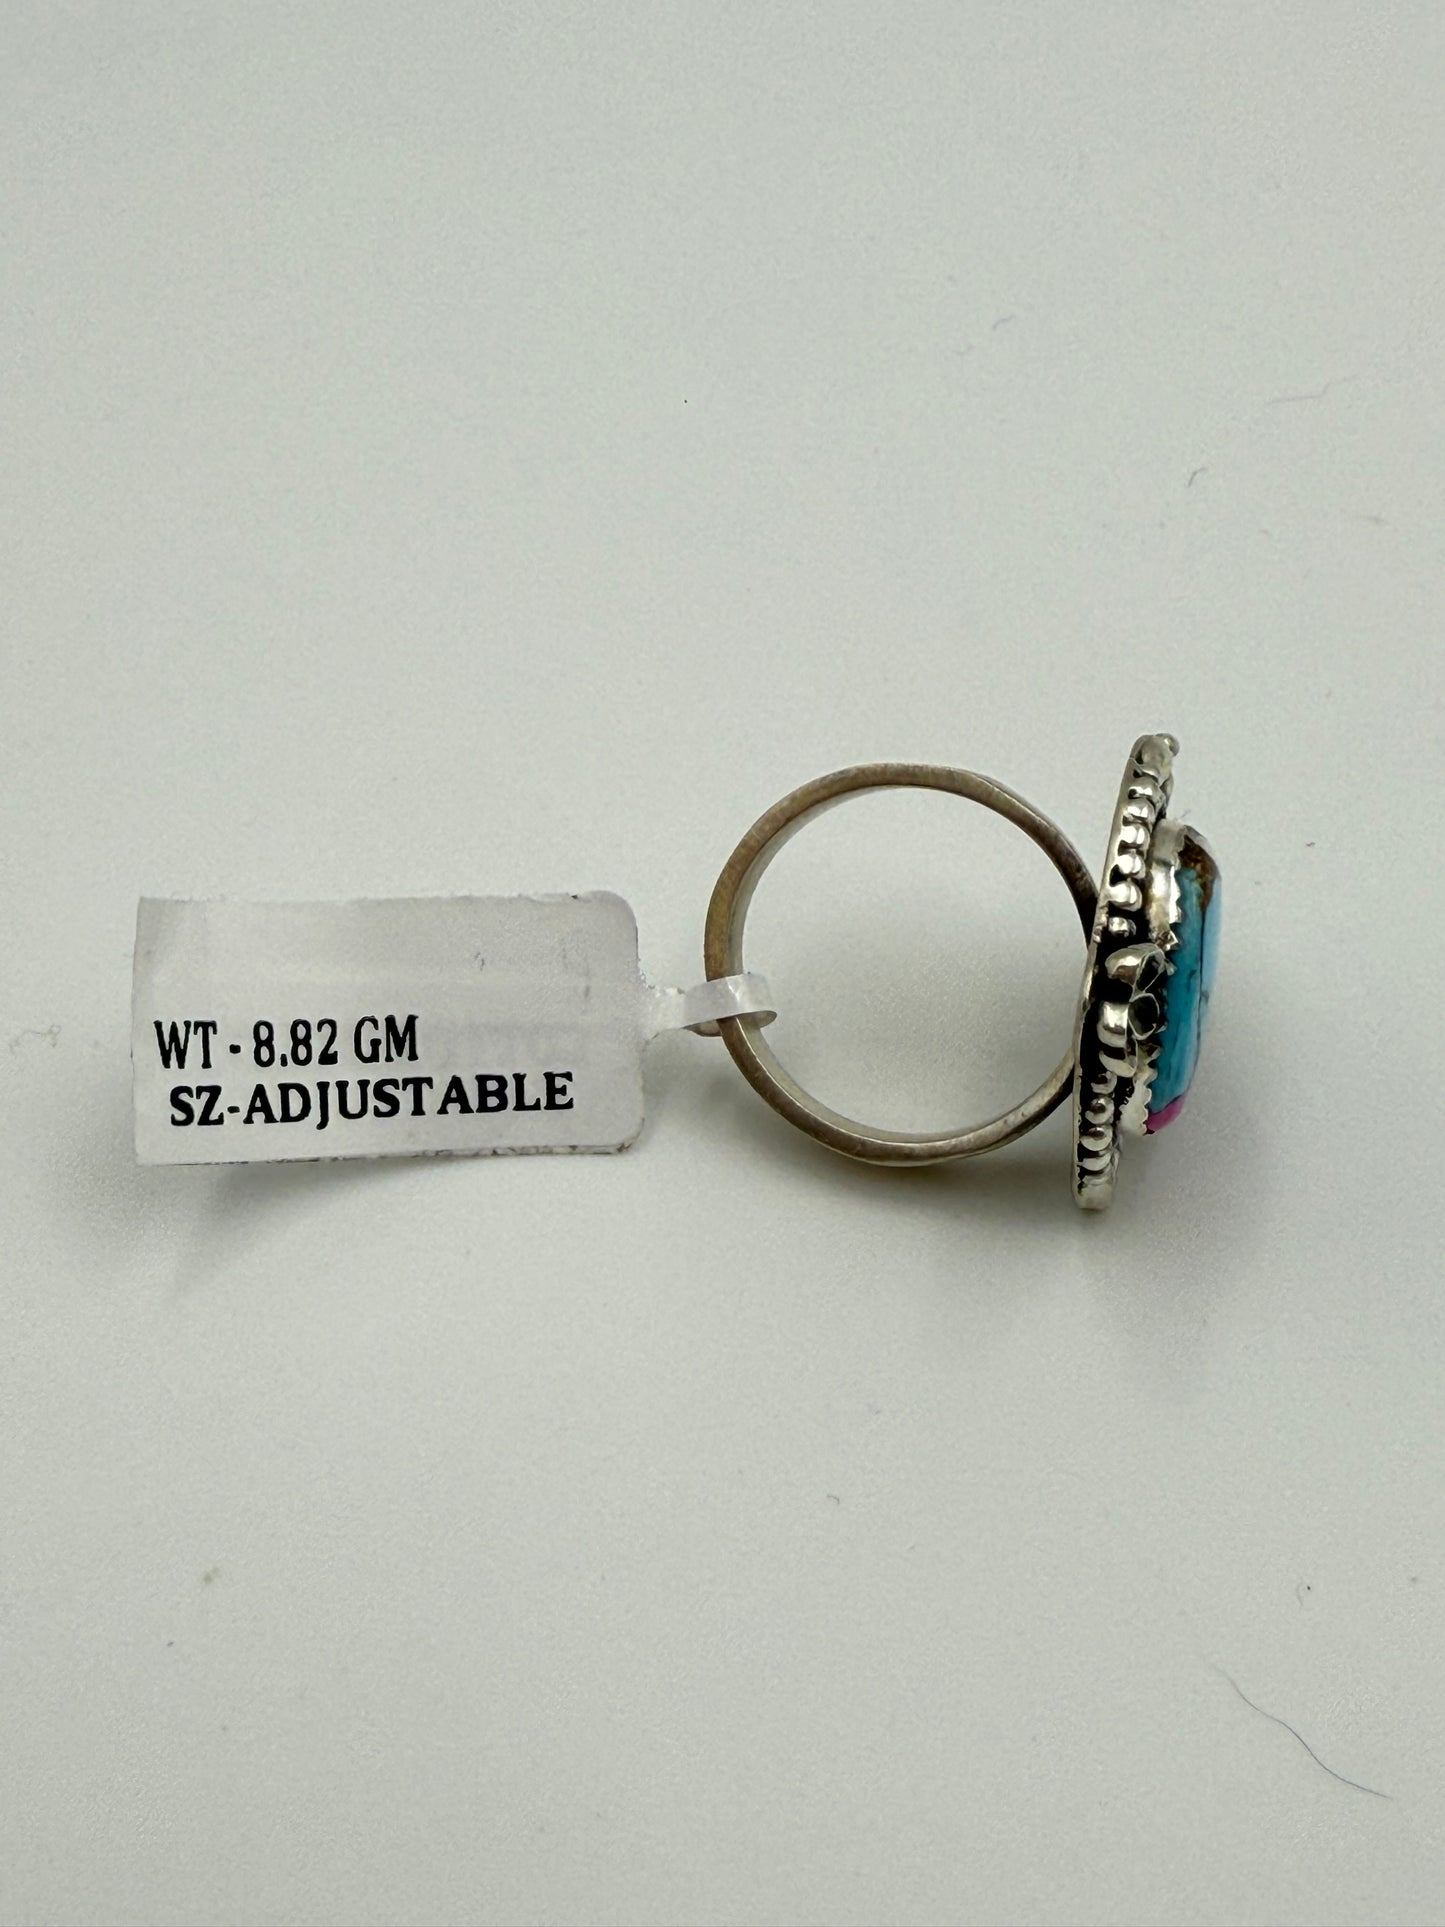 WT - 8.82 GM
SZ-ADJUSTABLE